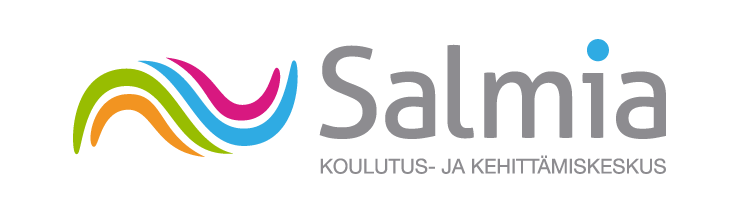 Salmia
KOULUTUS- JA KEHITTÄMISKESKUS